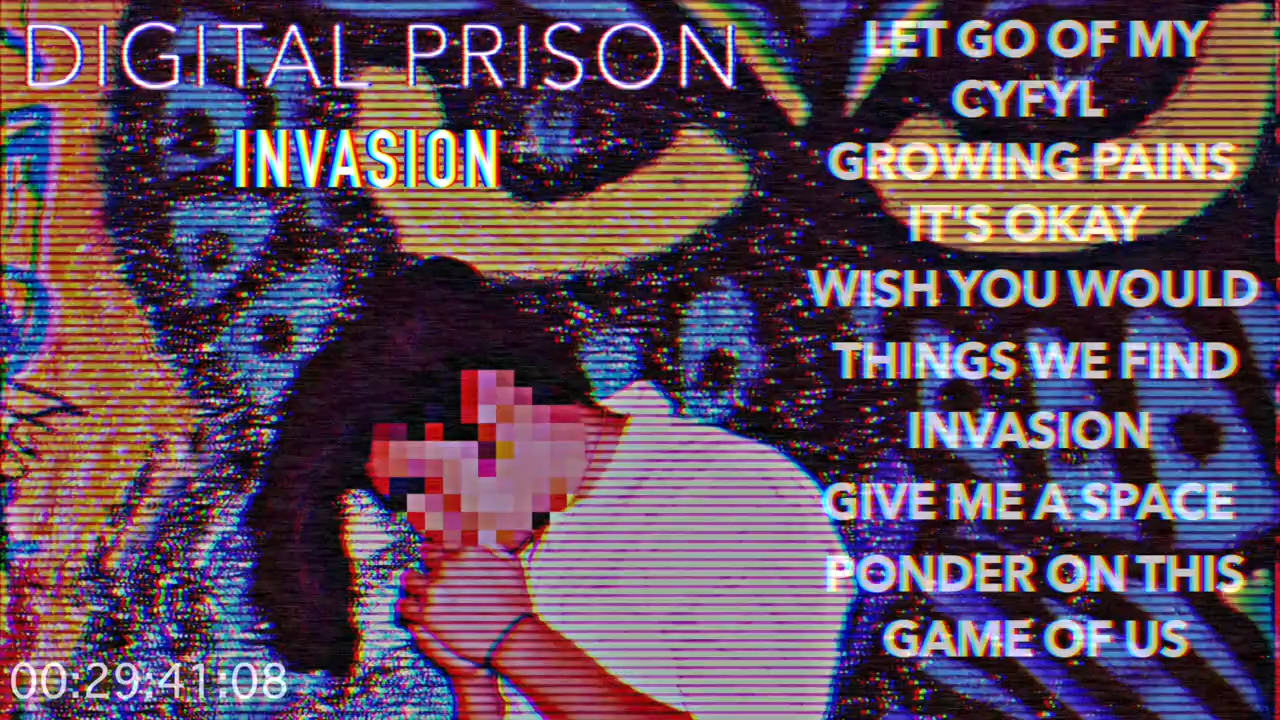 DIGITAL PRISON
INVASION
LET GO OF MY
CYFYL
GROWING PAINS
IT'S OKAY
WISH YOU WOULD
THINGS WE FIND
INVASION
GIVE ME A SPACE
PONDER ON THIS
GAME OF US
00:29:41:08